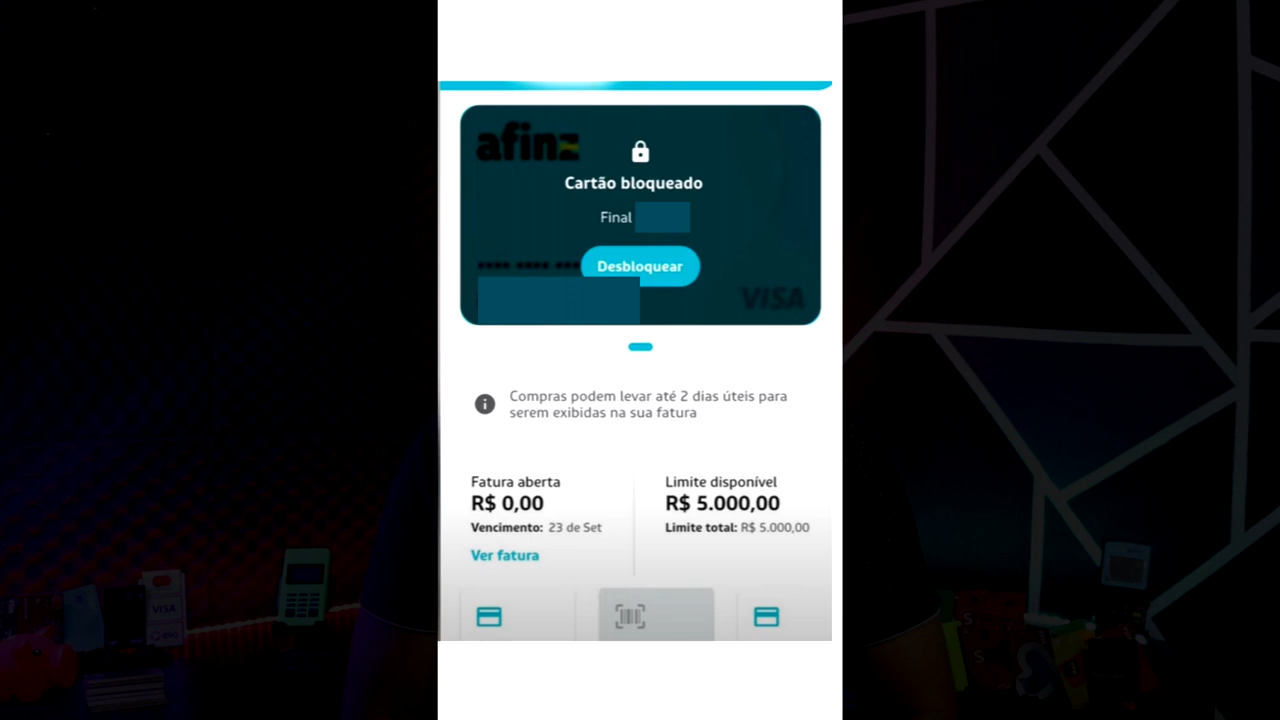 afinz
Cartão bloqueado
Final
Desbloquear
VISA
Compras podem levar até 2 dias úteis para
serem exibidas na sua fatura
Fatura aberta
R$ 0,00
Vencimento: 23 de Set
Ver fatura
Limite disponível
R$ 5.000,00
Limite total: R$ 5.000,00
VISA